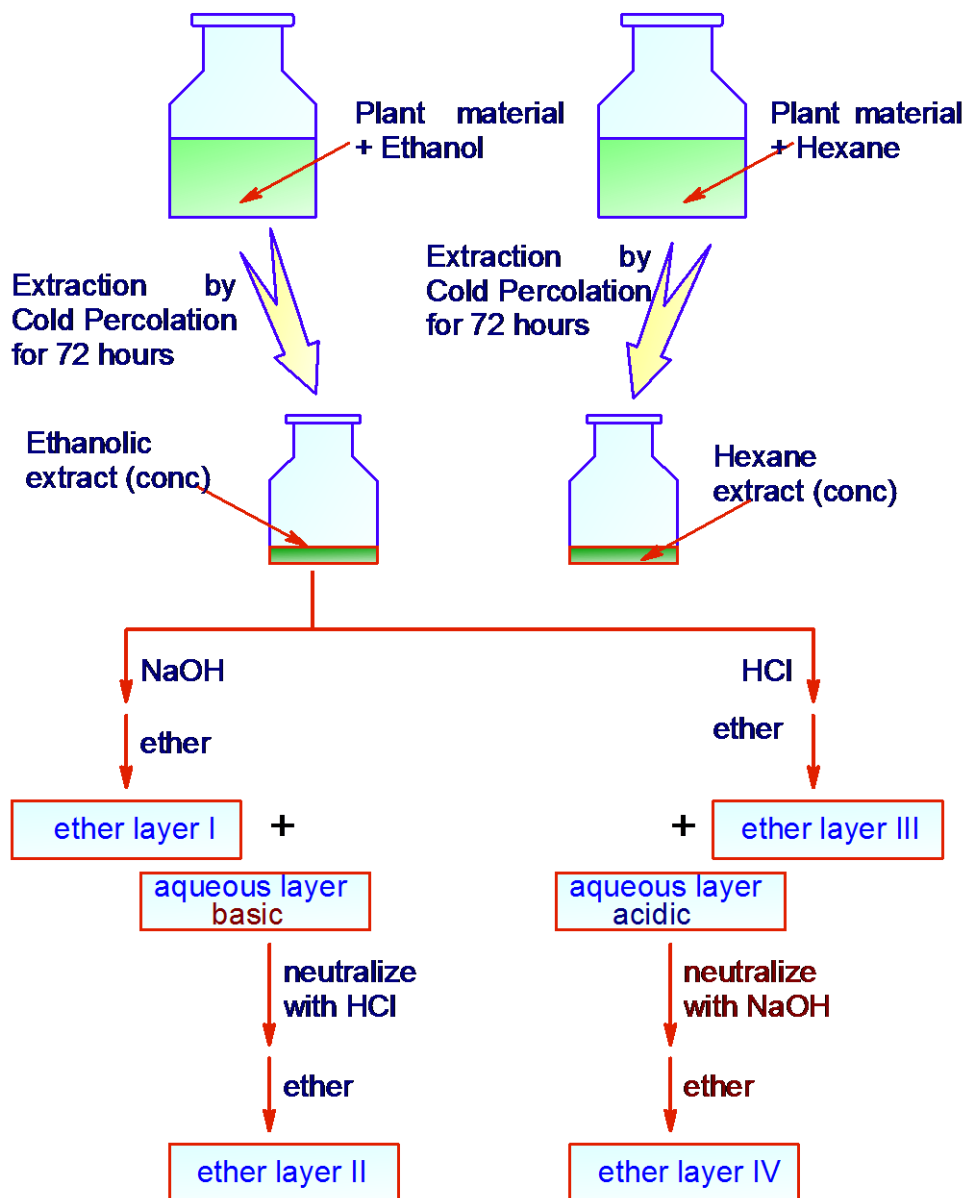 Plant material
+ Ethanol
Plant material
+ Hexane
Extraction by
Cold Percolation
for 72 hours
Extraction by
Cold Percolation
for 72 hours
Ethanolic
extract (conc)
Hexane
extract (conc)
NaOH
HCl
ether
ether
ether layer I
+
+
ether layer III
aqueous layer
basic
aqueous layer
acidic
neutralize
with HCl
neutralize
with NaOH
ether
ether
ether layer II
ether layer IV